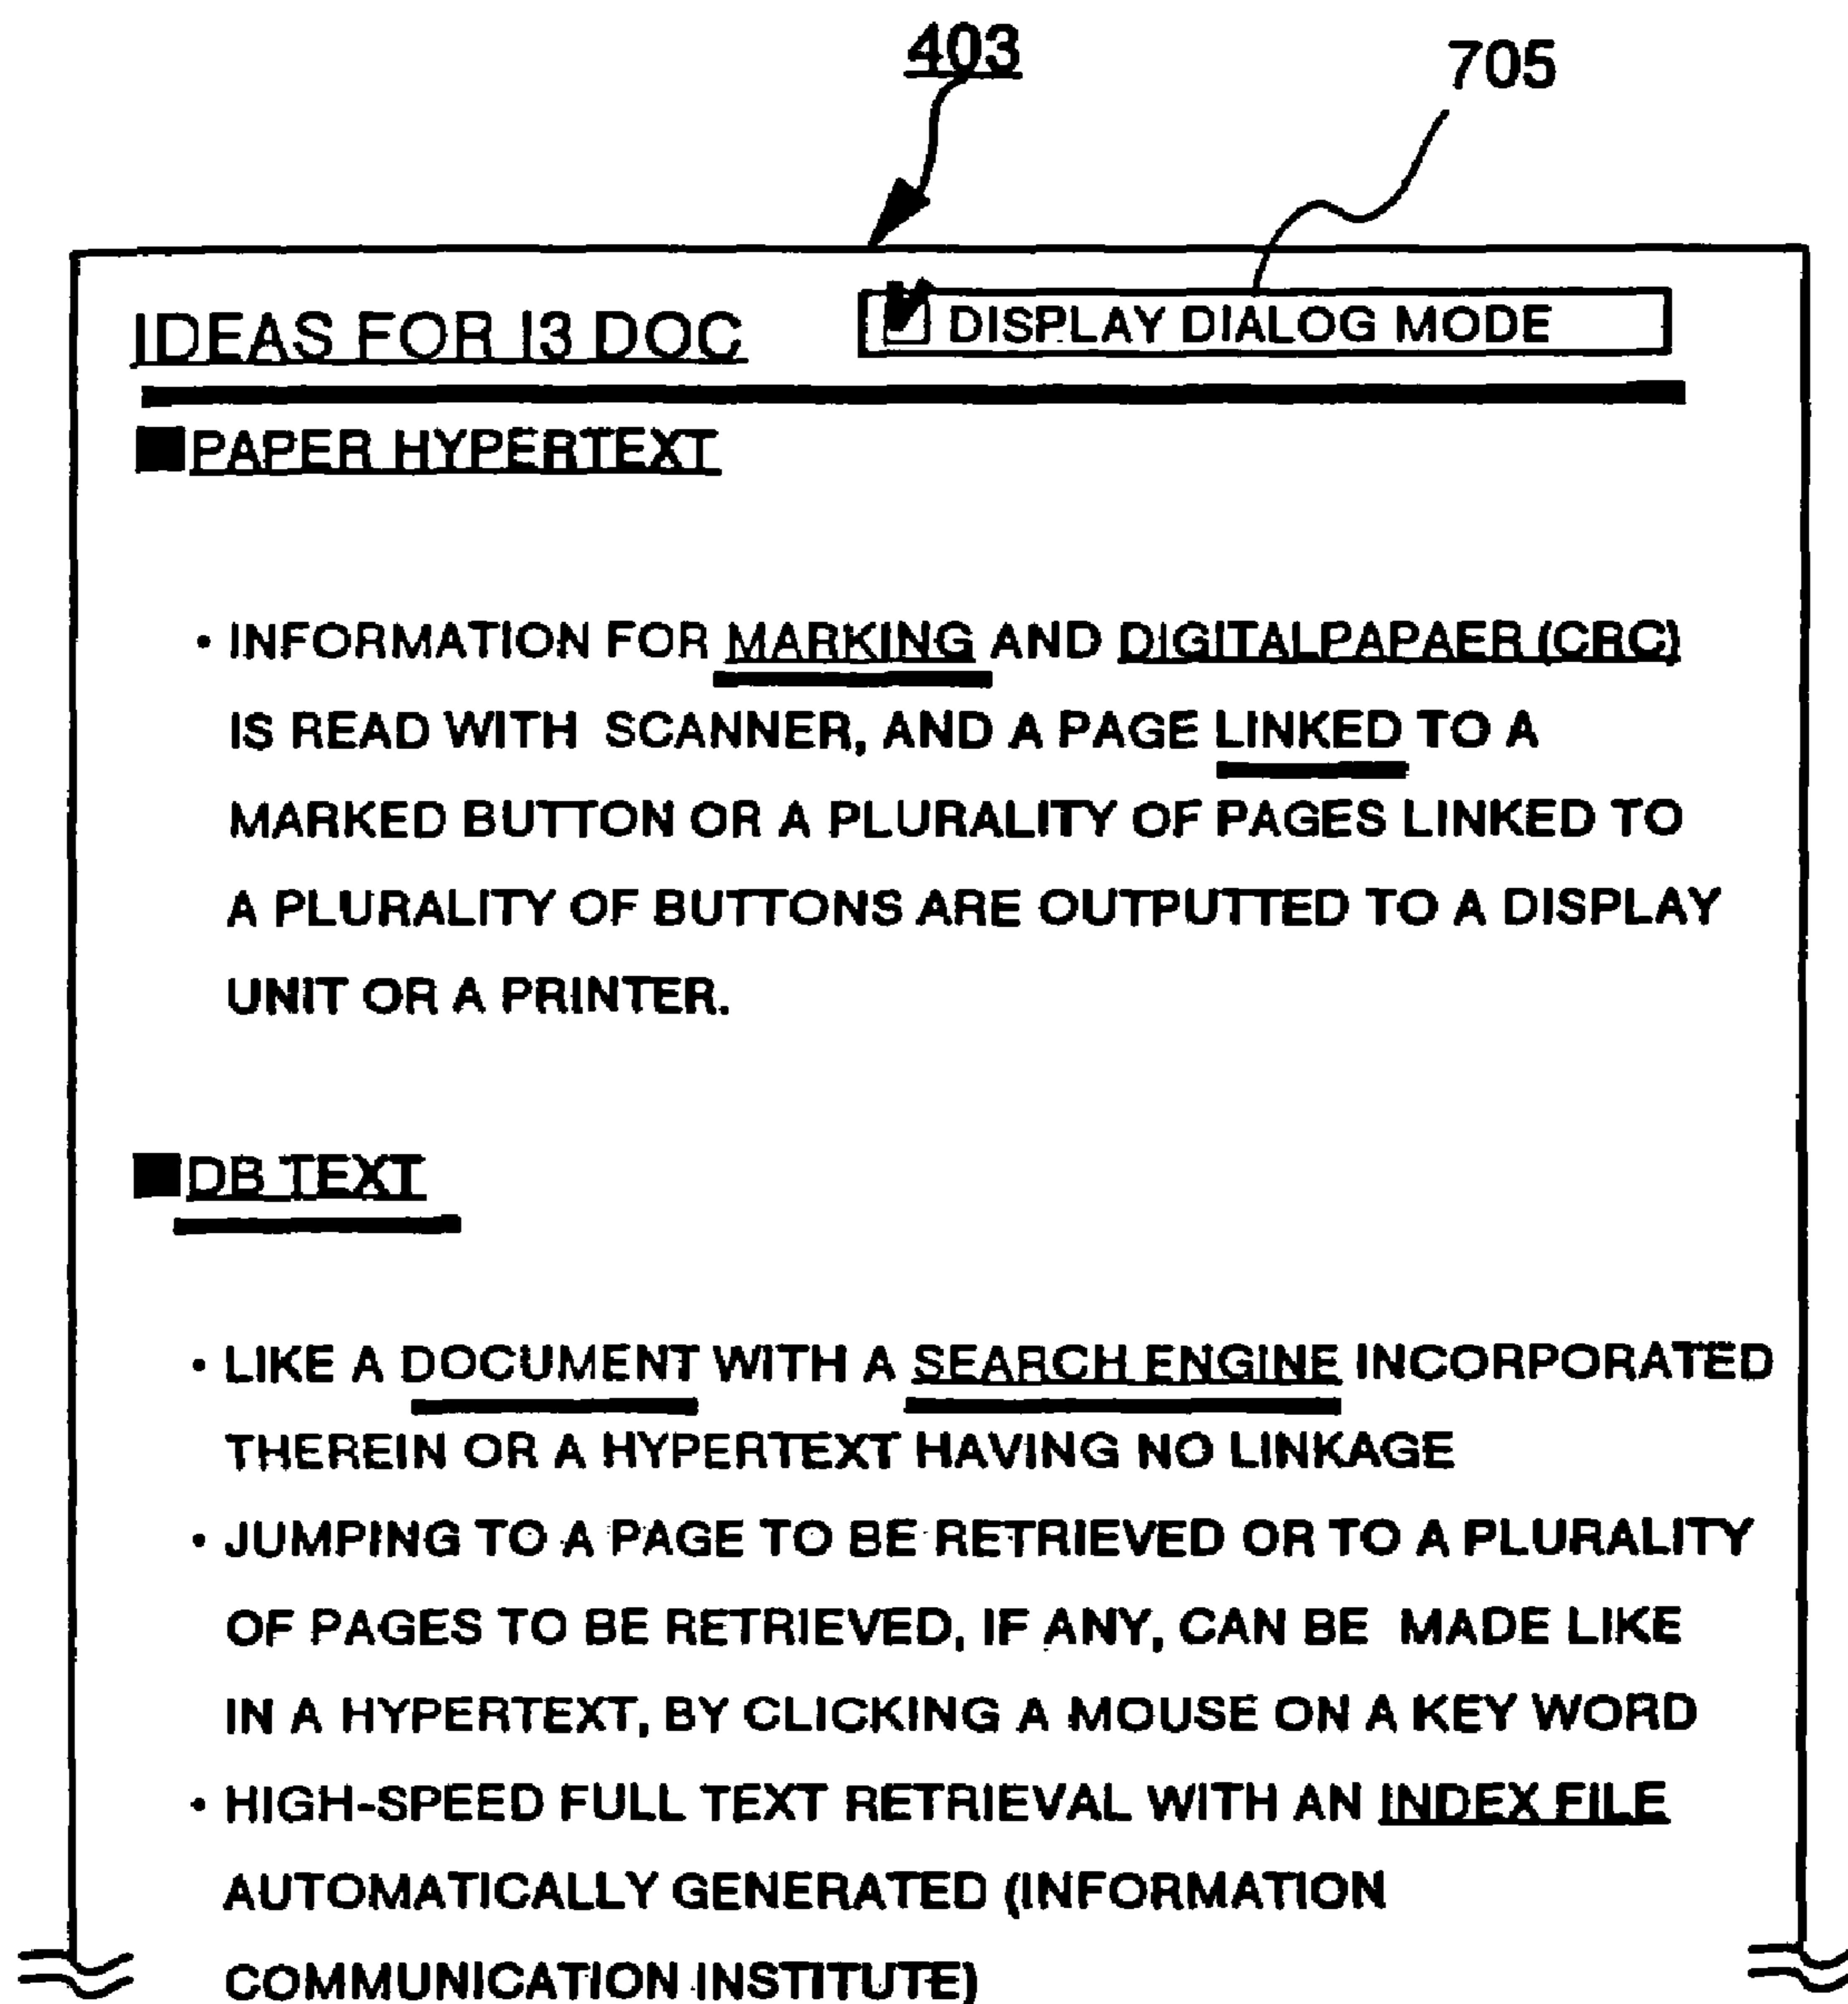 403
705
IDEAS FOR I3 DOC
DISPLAY DIALOG MODE
PAPER HYPERTEXT
• INFORMATION FOR MARKING AND DIGITALPAPAER (CRC)
IS READ WITH SCANNER, AND A PAGE LINKED TO A
MARKED BUTTON OR A PLURALITY OF PAGES LINKED TO
A PLURALITY OF BUTTONS ARE OUTPUTTED TO A DISPLAY
UNIT OR A PRINTER.
DB TEXT
• LIKE A DOCUMENT WITH A SEARCH ENGINE INCORPORATED
THEREIN OR A HYPERTEXT HAVING NO LINKAGE
• JUMPING TO A PAGE TO BE RETRIEVED OR TO A PLURALITY
OF PAGES TO BE RETRIEVED, IF ANY, CAN BE MADE LIKE
IN A HYPERTEXT, BY CLICKING A MOUSE ON A KEY WORD
• HIGH-SPEED FULL TEXT RETRIEVAL WITH AN INDEX FILE
AUTOMATICALLY GENERATED (INFORMATION
COMMUNICATION INSTITUTE)